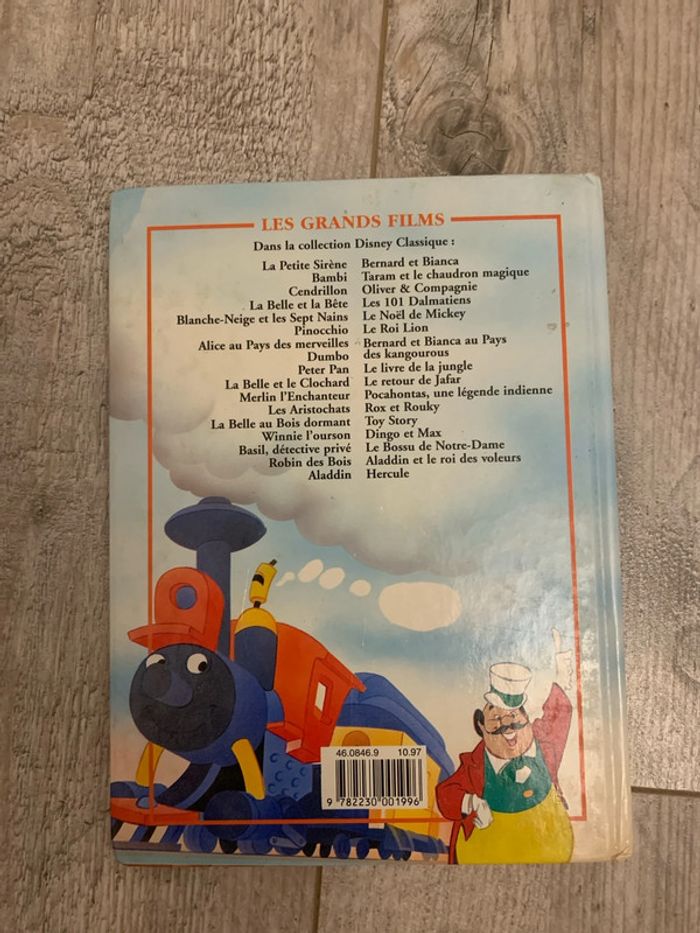 LES GRANDS FILMS
Dans la collection Disney Classique :
La Petite Sirène
Bambi
Cendrillon
La Belle et la Bête
Blanche-Neige et les Sept Nains
Pinocchio
Alice au Pays des merveilles
Dumbo
Peter Pan
La Belle et le Clochard
Merlin l'Enchanteur
Les Aristochats
La Belle au Bois dormant
Winnie l'ourson
Basil, détective privé
Robin des Bois
Aladdin
Bernard et Bianca
Taram et le chaudron magique
Oliver & Compagnie
Les 101 Dalmatiens
Le Noël de Mickey
Le Roi Lion
Bernard et Bianca au Pays
des kangourous
Le livre de la jungle
Le retour de Jafar
Pocahontas, une légende indienne
Rox et Rouky
Toy Story
Dingo et Max
Le Bossu de Notre-Dame
Aladdin et le roi des voleurs
Hercule
46.0846.9 10.97
9 782230 001996